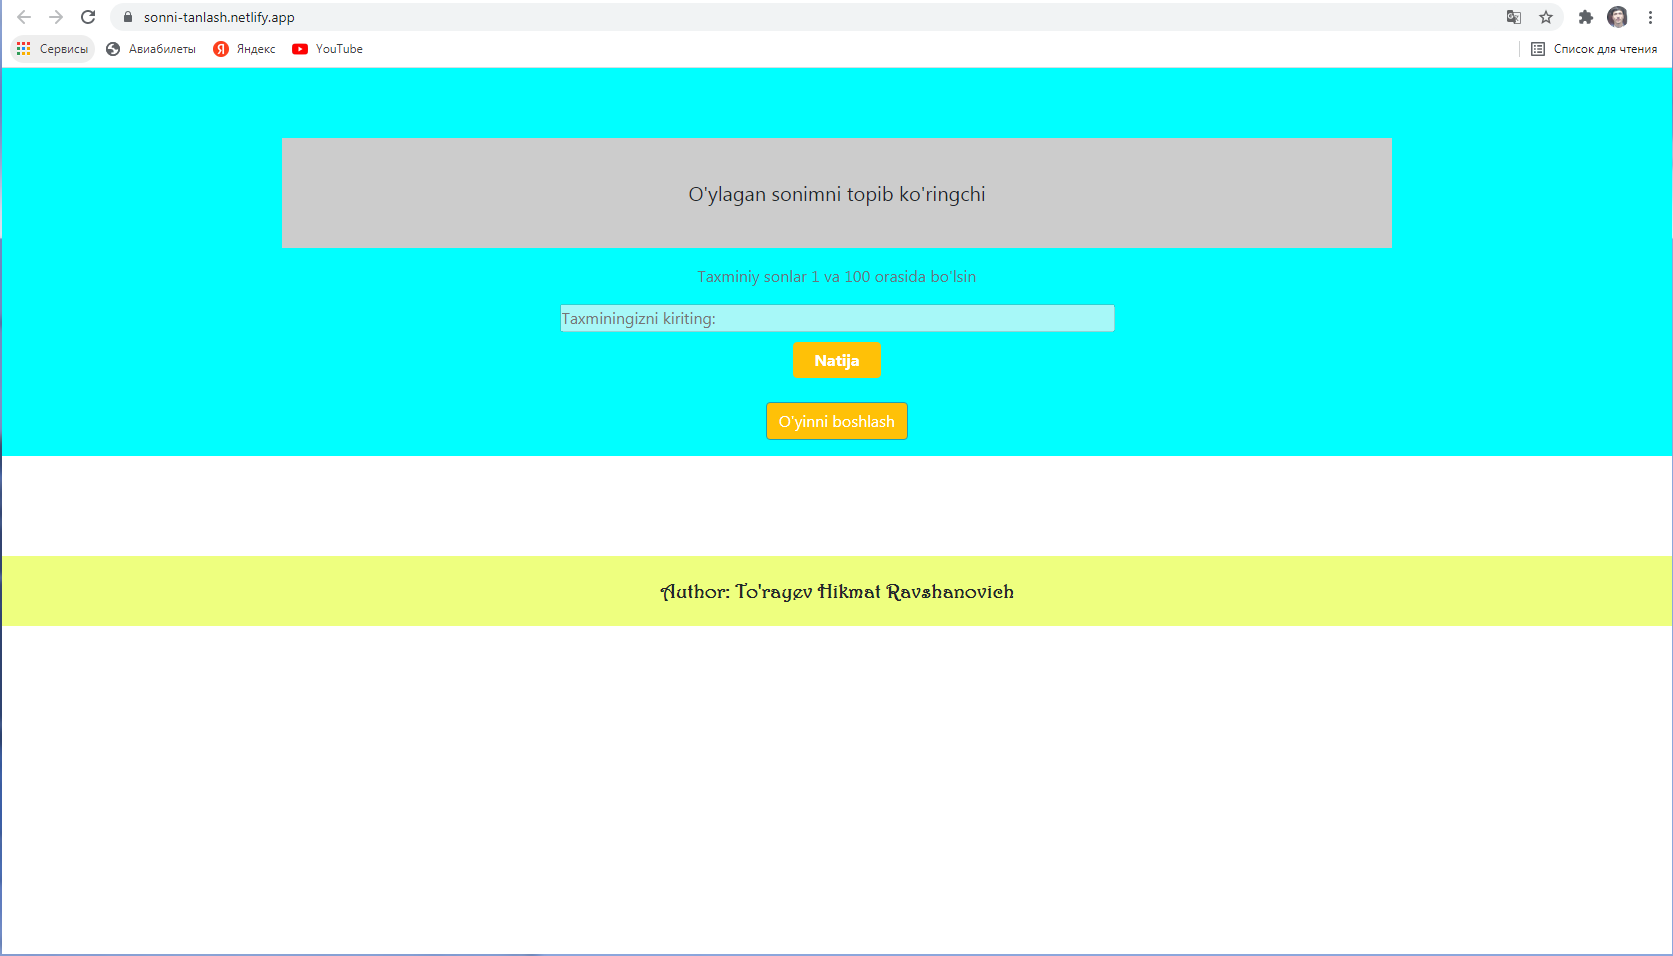 sonni-tanlash.netlify.app
Сервисы Авиабилеты Я Яндекс YouTube Список для чтения
O'ylagan sonimni topib ko'ringchi
Taxminiy sonlar 1 va 100 orasida bo'lsin
Taxminingizni kiriting:
Natija
O'yinni boshlash
Author: To'rayev Hikmat Ravshanovich